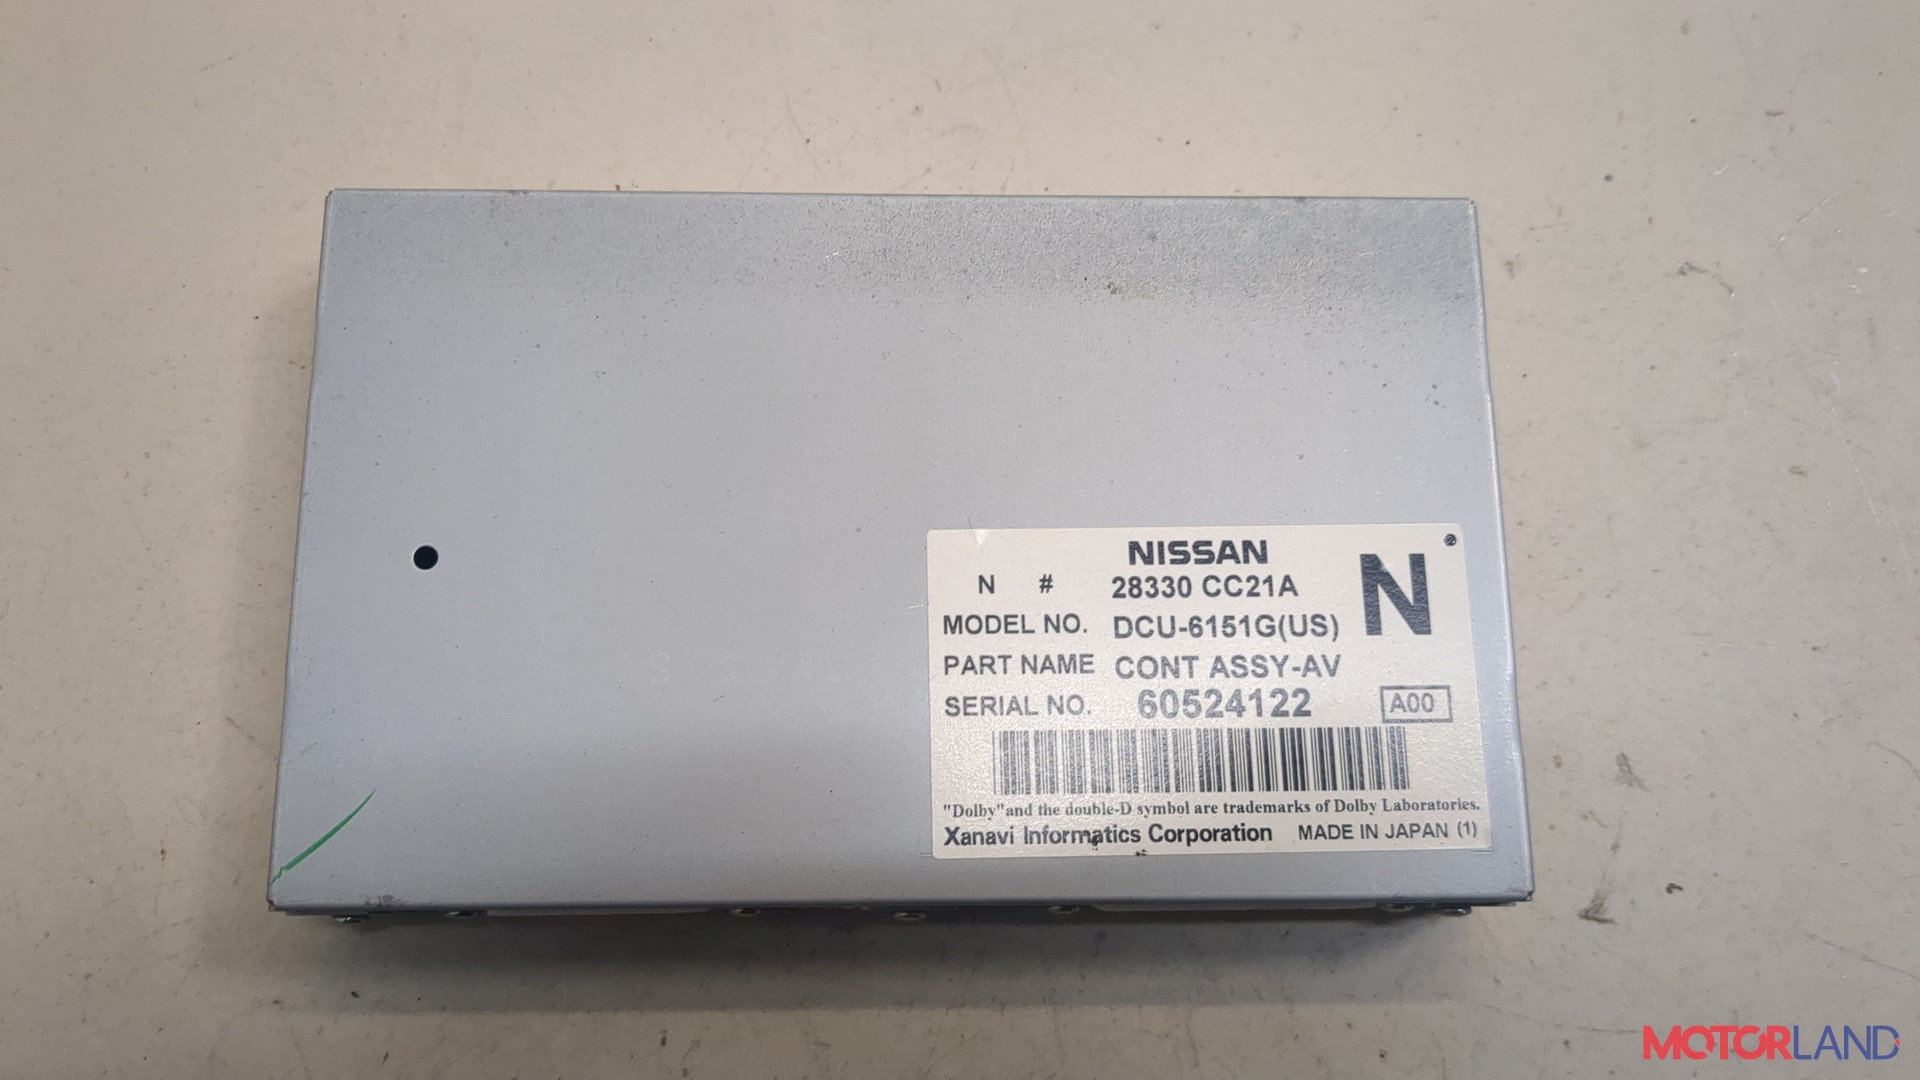 NISSAN
N
N # 28330 CC21A
MODEL NO. DCU-6151G(US)
PART NAME CONT ASSY-AV
SERIAL NO. 60524122 A00
"Dolby"and the double-D symbol are trademarks of Dolby Laboratories.
Xanavi Informatics Corporation MADE IN JAPAN (1)
MOTORLAND